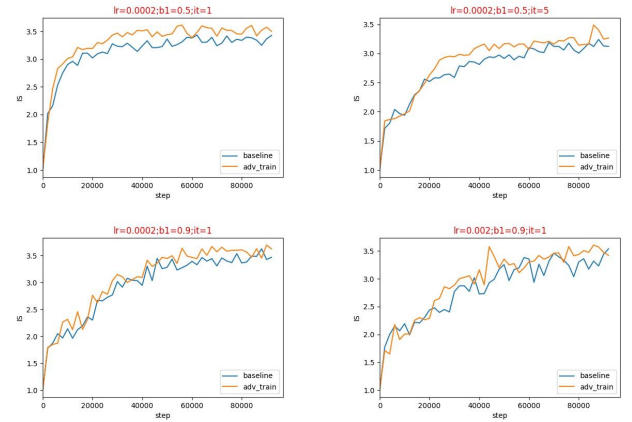 lr=0.0002;b1=0.5;it=1
3.5
3.0
2.5
2.0
1.5
1.0
IS
baseline
adv_train
0 20000 40000 60000 80000
step
lr=0.0002;b1=0.5;it=5
3.5
3.0
2.5
2.0
1.5
1.0
IS
baseline
adv_train
0 20000 40000 60000 80000
step
lr=0.0002;b1=0.9;it=1
3.5
3.0
2.5
2.0
1.5
1.0
IS
baseline
adv_train
0 20000 40000 60000 80000
step
lr=0.002;b1=0.9;it=1
3.5
3.0
2.5
2.0
1.5
1.0
IS
baseline
adv_train
0 20000 40000 60000 80000
step